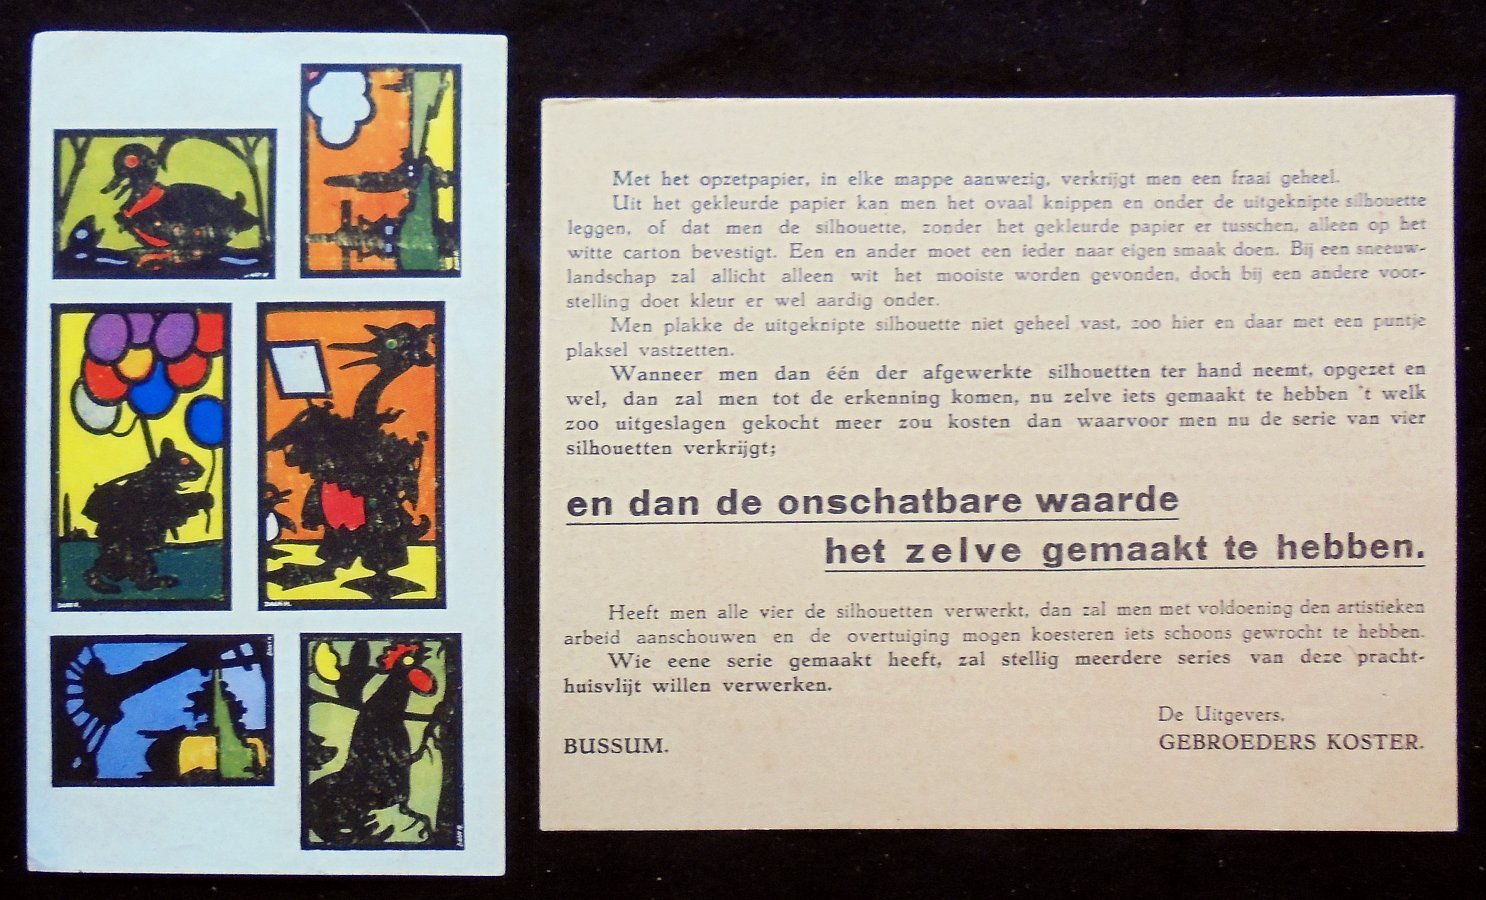 Met het opzetpapier, in elke mappe aanwezig, verkrijgt men een fraai geheel.
Uit het gekleurde papier kan men het ovaal knippen en onder de uitgeknipte silhouette
leggen, of dat men de silhouette, zonder het gekleurde papier er tusschen, alleen op het
witte carton bevestigt. Een en ander moet een ieder naar eigen smaak doen. Bij een sneeuw-
landschap zal allicht alleen wit het mooiste worden gevonden, doch bij een andere voor-
stelling doet kleur er wel aardig onder.
Men plakke de uitgeknipte silhouette niet geheel vast, zoo hier en daar met een puntje
plaksel vastzetten.
Wanneer men dan één der afgewerkte silhouetten ter hand neemt, opgezet en
wel, dan zal men tot de erkenning komen, nu zelve iets gemaakt te hebben 't welk
zoo uitgeslagen gekocht meer zou kosten dan waarvoor men nu de serie van vier
silhouetten verkrijgt;
en dan de onschatbare waarde
het zelve gemaakt te hebben.
Heeft men alle vier de silhouetten verwerkt, dan zal men met voldoening den artistieken
arbeid aanschouwen en de overtuiging mogen koesteren iets schoons gewrocht te hebben.
Wie eene serie gemaakt heeft, zal stellig meerdere series van deze pracht-
huisvlijt willen verwerken.
De Uitgevers,
BUSSUM.
GEBROEDERS KOSTER.